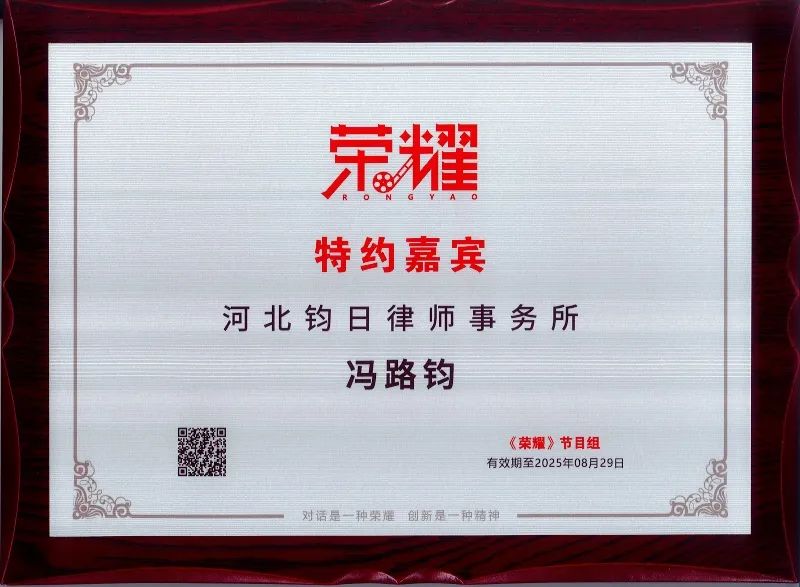 荣耀
RONGYAO
特约嘉宾
河北钧日律师事务所
冯路钧
《荣耀》节目组
有效期至2025年08月29日
对话是一种荣耀 创新是一种精神